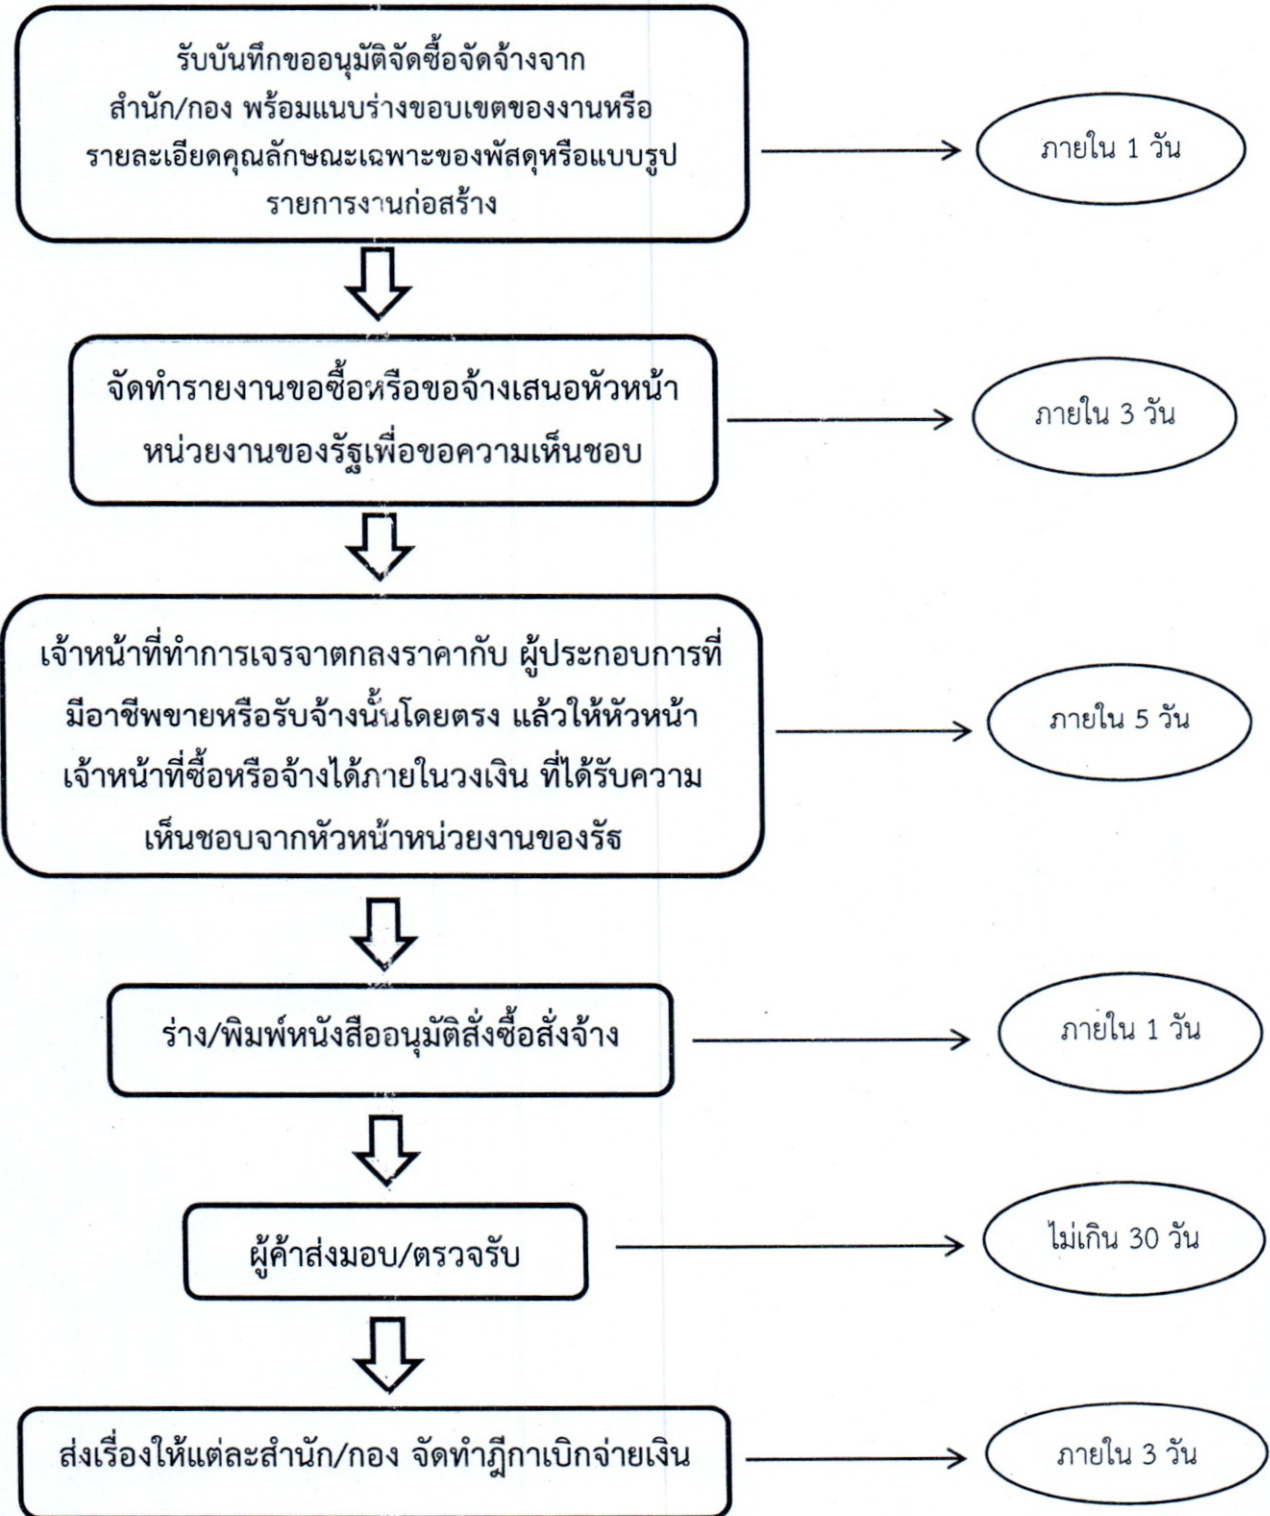 รับบันทึกขออนุมัติจัดซื้อจัดจ้างจาก
สำนัก/กอง พร้อมแนบร่างขอบเขตของงานหรือ
รายละเอียดคุณลักษณะเฉพาะของพัสดุหรือแบบรูป
รายการงานก่อสร้าง
ภายใน 1 วัน
จัดทำรายงานขอซื้อหรือขอจ้างเสนอหัวหน้า
หน่วยงานของรัฐเพื่อขอความเห็นชอบ
ภายใน 3 วัน
เจ้าหน้าที่ทำการเจรจาตกลงราคากับ ผู้ประกอบการที่
มีอาชีพขายหรือรับจ้างนั้นโดยตรง แล้วให้หัวหน้า
เจ้าหน้าที่ซื้อหรือจ้างได้ภายในวงเงิน ที่ได้รับความ
เห็นชอบจากหัวหน้าหน่วยงานของรัฐ
ภายใน 5 วัน
ร่าง/พิมพ์หนังสืออนุมัติสั่งซื้อสั่งจ้าง
ภายใน 1 วัน
ผู้ค้าส่งมอบ/ตรวจรับ
ไม่เกิน 30 วัน
ส่งเรื่องให้แต่ละสำนัก/กอง จัดทำฎีกาเบิกจ่ายเงิน
ภายใน 3 วัน